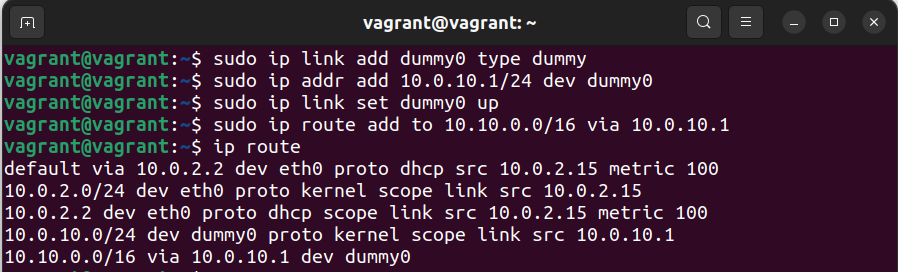 vagrant@vagrant: ~
vagrant@vagrant:~$ sudo ip link add dummy0 type dummy
vagrant@vagrant:~$ sudo ip addr add 10.0.10.1/24 dev dummy0
vagrant@vagrant:~$ sudo ip link set dummy0 up
vagrant@vagrant:~$ sudo ip route add to 10.10.0.0/16 via 10.0.10.1
vagrant@vagrant:~$ ip route
default via 10.0.2.2 dev eth0 proto dhcp src 10.0.2.15 metric 100
10.0.2.0/24 dev eth0 proto kernel scope link src 10.0.2.15
10.0.2.2 dev eth0 proto dhcp scope link src 10.0.2.15 metric 100
10.0.10.0/24 dev dummy0 proto kernel scope link src 10.0.10.1
10.10.0.0/16 via 10.0.10.1 dev dummy0